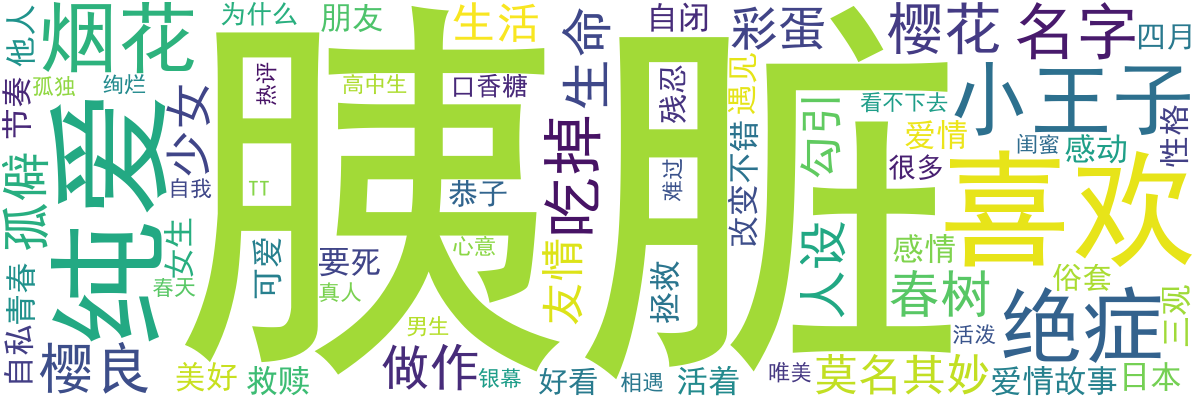 他人
烟花
为什么
朋友
生活
生命
自闭
彩蛋
樱花
名字
四月
孤独
绚烂
热评
高中生
口香糖
残忍
遇见
看不下去
小王子
节奏
少女
纯爱
胰脏
吃掉
勾引
爱情
闺蜜
感动
性格
很多
孤僻
自我
TT
恭子
难过
改变不错
喜欢
女生
可爱
要死
心意
友情
人设
感情
春树
俗套
三观
青春
春天
真人
拯救
绝症
活泼
自私
樱良
美好
救赎
男生
做作
银幕
好看
相遇
活着
唯美
莫名其妙
爱情故事
日本